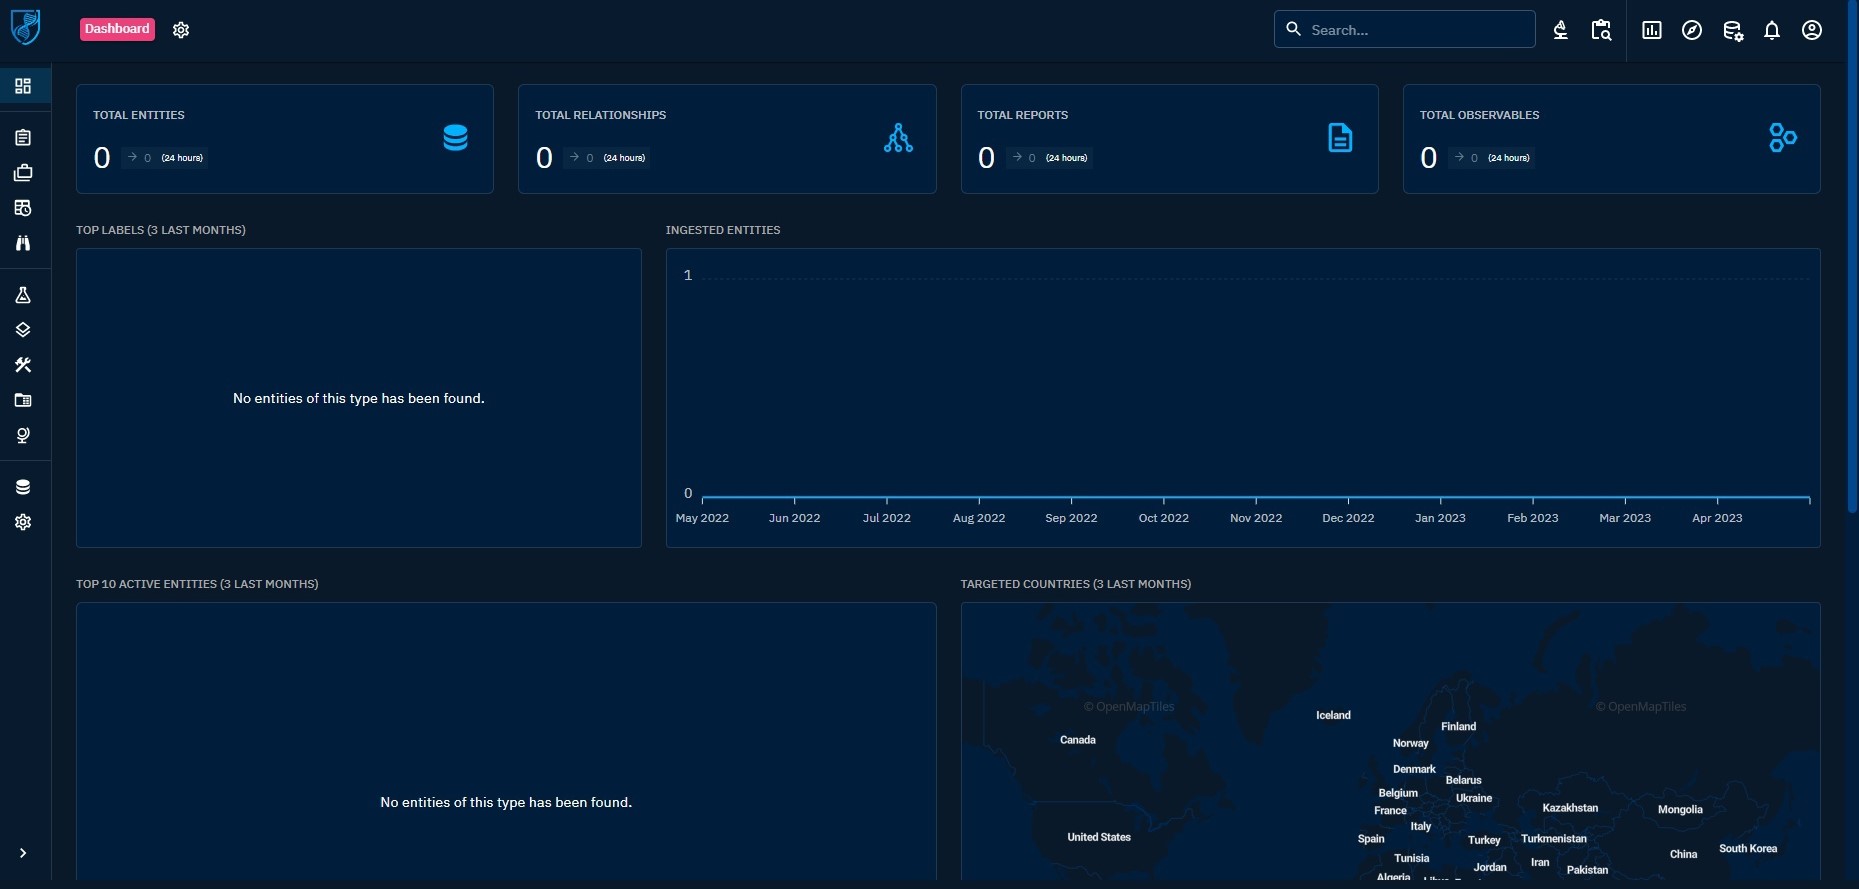 Dashboard
Search...
TOTAL ENTITIES
0 → 0 (24 hours)
TOTAL RELATIONSHIPS
0 → 0 (24 hours)
TOTAL REPORTS
0 → 0 (24 hours)
TOTAL OBSERVABLES
0 → 0 (24 hours)
TOP LABELS (3 LAST MONTHS)
No entities of this type has been found.
INGESTED ENTITIES
1
0
May 2022 Jun 2022 Jul 2022 Aug 2022 Sep 2022 Oct 2022 Nov 2022 Dec 2022 Jan 2023 Feb 2023 Mar 2023 Apr 2023
TOP 10 ACTIVE ENTITIES (3 LAST MONTHS)
No entities of this type has been found.
TARGETED COUNTRIES (3 LAST MONTHS)
© OpenMapTiles © OpenMapTiles
Iceland
Finland
Canada
Norway
Denmark
Belarus
Belgium
Ukraine
France
Kazakhstan
Mongolia
Italy
United States
Spain
Turkey
Turkmenistan
South Korea
China
Tunisia
Iran
Jordan
Pakistan
Algeria